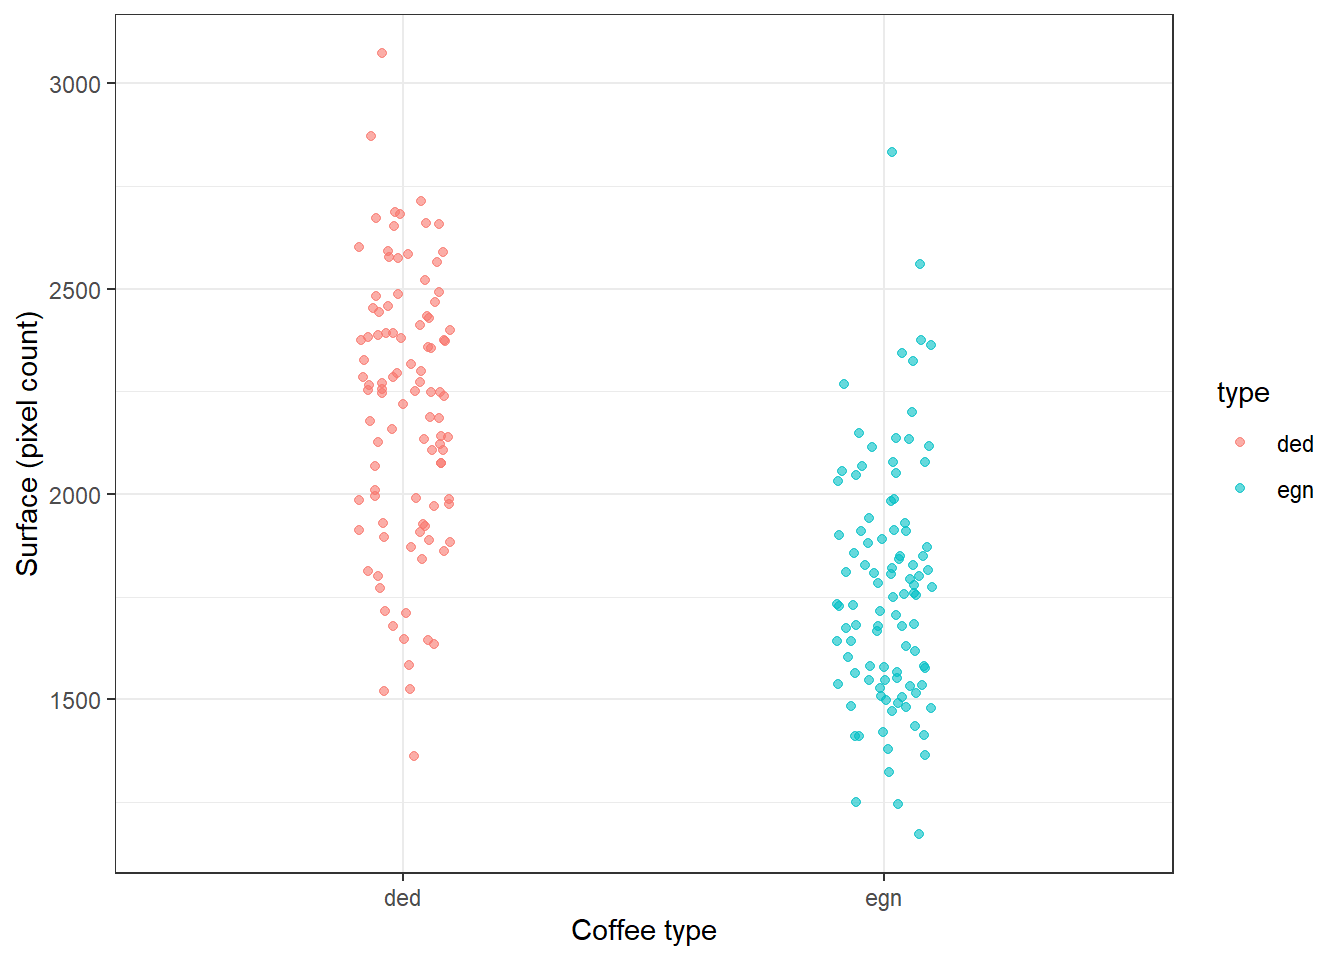 3000
2500
2000
1500
Surface (pixel count)
ded
egn
Coffee type
type
ded
egn